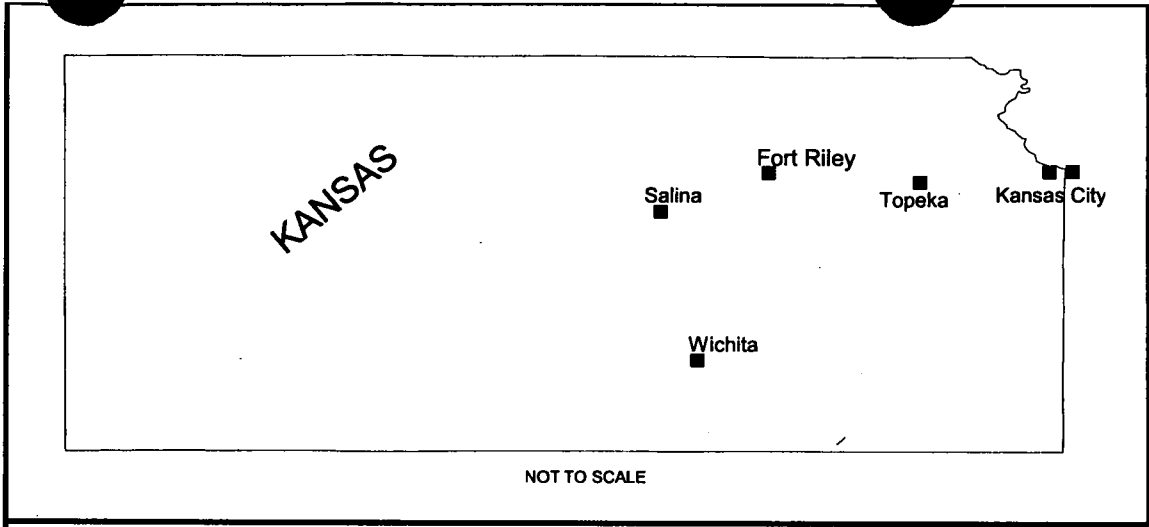 KANSAS
Fort Riley
Salina
Topeka
Kansas City
Wichita
NOT TO SCALE